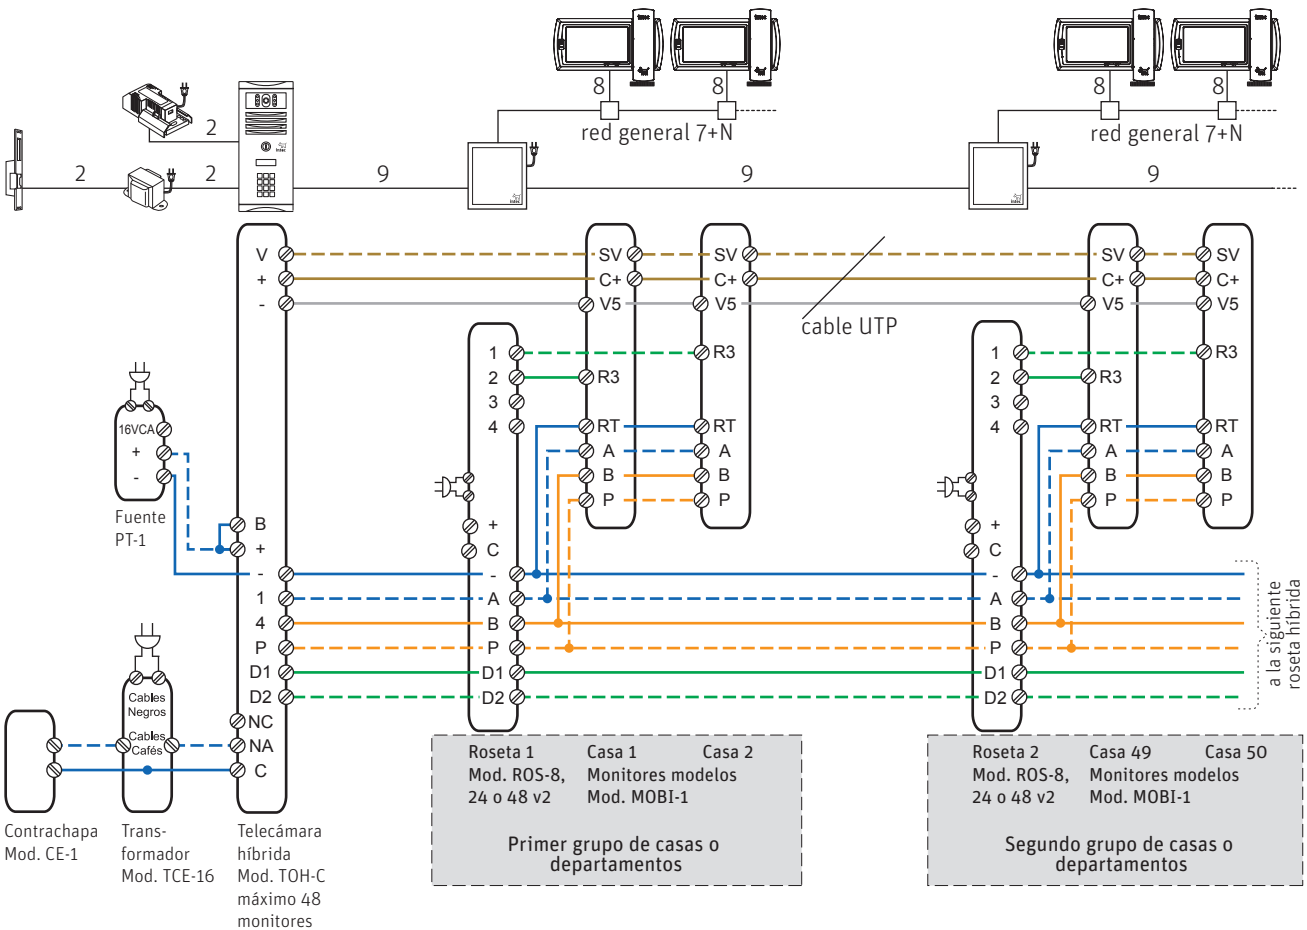 8
8
8
8
2
red general 7+N
red general 7+N
2
2
9
9
9
V
SV
SV
SV
SV
+
C+
C+
C+
C+
-
V5
V5
V5
V5
cable UTP
1
R3
1
R3
2
R3
2
R3
3
3
4
RT
RT
4
RT
RT
A
A
A
A
B
B
B
B
P
P
P
P
16VCA
+
-
Fuente
PT-1
B
+
+
+
C
C
-
-
-
1
A
A
4
B
B
P
P
P
D1
D1
D1
D2
D2
D2
NC
NA
C
a la siguiente
roseta híbrida
Cables
Negros
Cables
Cafés
Contrachapa
Mod. CE-1
Trans-
formador
Mod. TCE-16
Telecámara
híbrida
Mod. TOH-C
máximo 48
monitores
Roseta 1
Mod. ROS-8,
24 o 48 v2
Casa 1
Casa 2
Monitores modelos
Mod. MOBI-1
Primer grupo de casas o
departamentos
Roseta 2
Mod. ROS-8,
24 o 48 v2
Casa 49
Casa 50
Monitores modelos
Mod. MOBI-1
Segundo grupo de casas o
departamentos